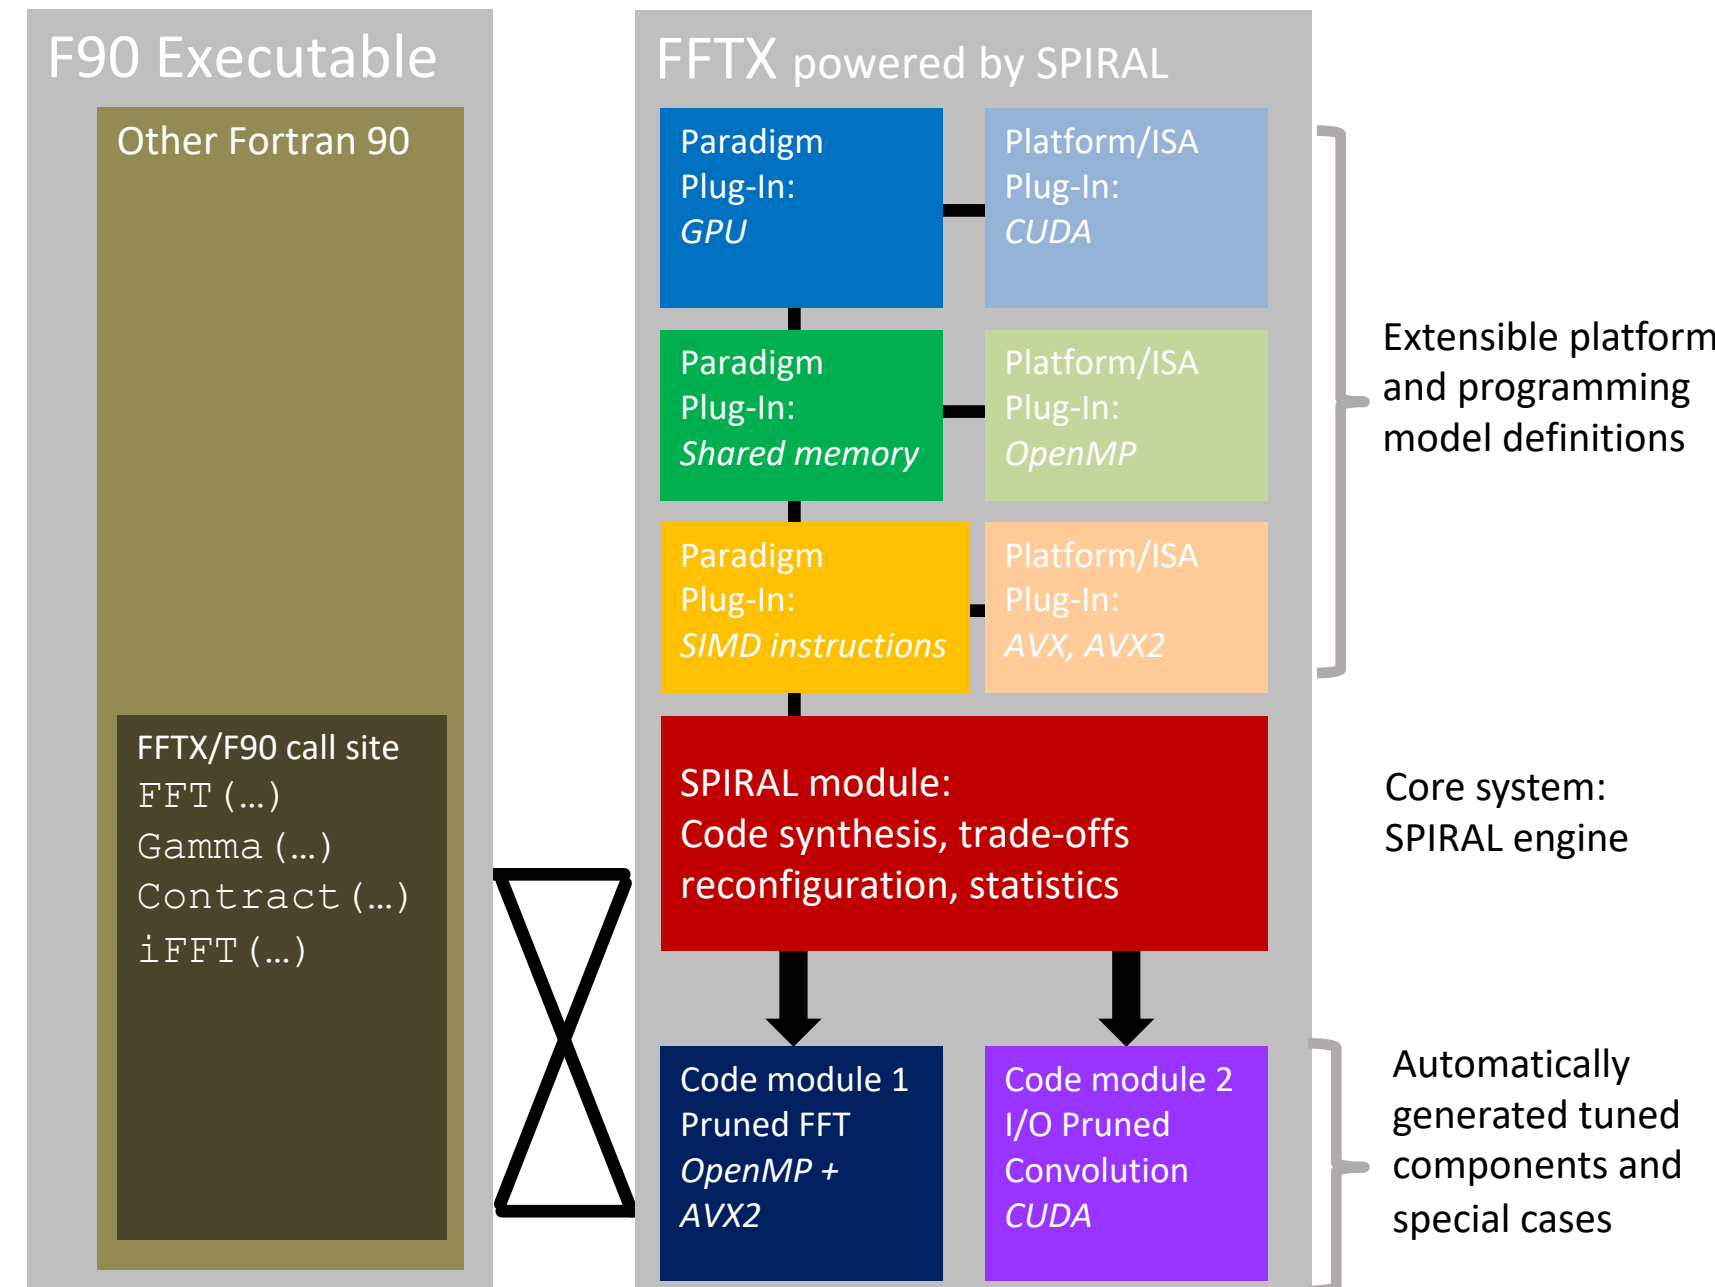 F90 Executable
Other Fortran 90
FFTX/F90 call site
FFT(…)
Gamma(…)
Contract(…)
iFFT(…)
FFTX powered by SPIRAL
Paradigm
Plug-In:
GPU
Platform/ISA
Plug-In:
CUDA
Paradigm
Plug-In:
Shared memory
Platform/ISA
Plug-In:
OpenMP
Paradigm
Plug-In:
SIMD instructions
Platform/ISA
Plug-In:
AVX, AVX2
SPIRAL module:
Code synthesis, trade-offs
reconfiguration, statistics
Code module 1
Pruned FFT
OpenMP +
AVX2
Code module 2
I/O Pruned
Convolution
CUDA
Extensible platform
and programming
model definitions
Core system:
SPIRAL engine
Automatically
generated tuned
components and
special cases